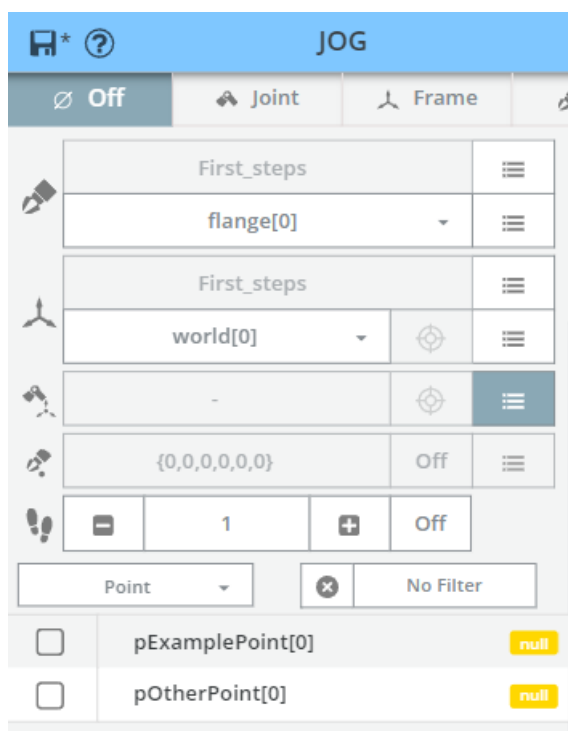 * ? JOG
Off Joint Frame
First_steps
flange[0]
First_steps
world[0]
-
{0,0,0,0,0,0} Off
1 Off
Point No Filter
pExamplePoint[0] null
pOtherPoint[0] null